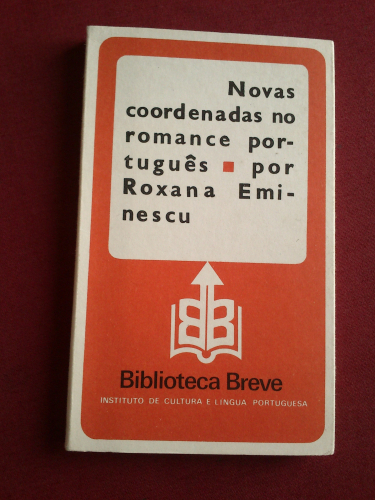 Novas
coordenadas no
romance por-
tuguês ▪ por
Roxana Emi-
nescu
BB
Biblioteca Breve
INSTITUTO DE CULTURA E LÍNGUA PORTUGUESA